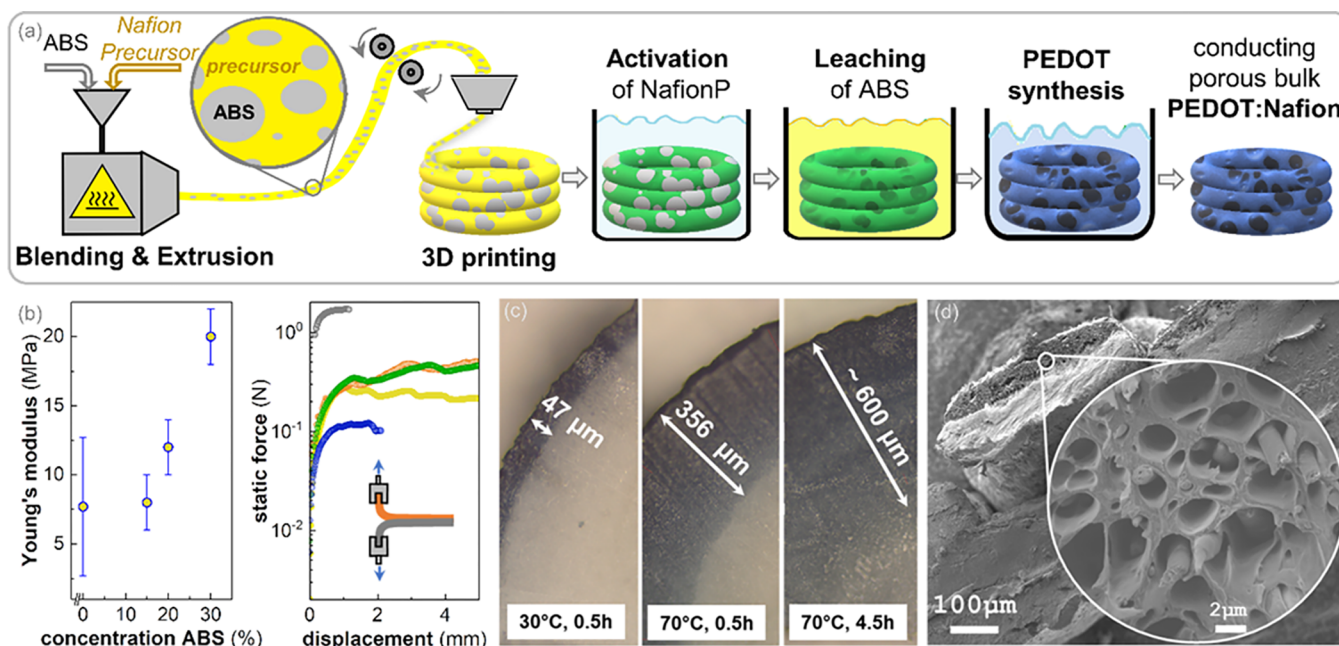 (a)
ABS
Nafion
Precursor
precursor
ABS
Blending & Extrusion
3D printing
Activation
of NafionP
Leaching
of ABS
PEDOT
synthesis
conducting
porous bulk
PEDOT:Nafion
(b)
Young's modulus (MPa)
20
15
10
5
0
10
20
30
concentration ABS (%)
static force (N)
10⁰
10⁻¹
10⁻²
0
2
4
displacement (mm)
(c)
47 µm
30°C, 0.5h
356 µm
70°C, 0.5h
~ 600 µm
70°C, 4.5h
(d)
100µm
2µm